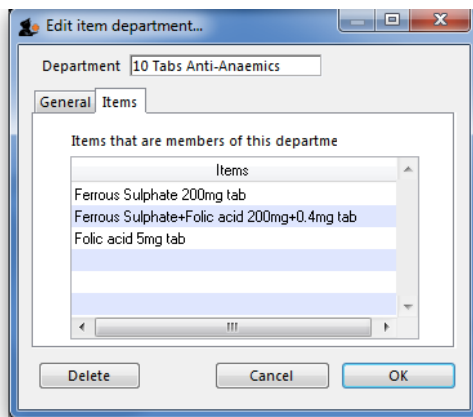 Edit item department...
Department 10 Tabs Anti-Anaemics
General Items
Items that are members of this departme
Items
Ferrous Sulphate 200mg tab
Ferrous Sulphate+Folic acid 200mg+0.4mg tab
Folic acid 5mg tab
Delete Cancel OK